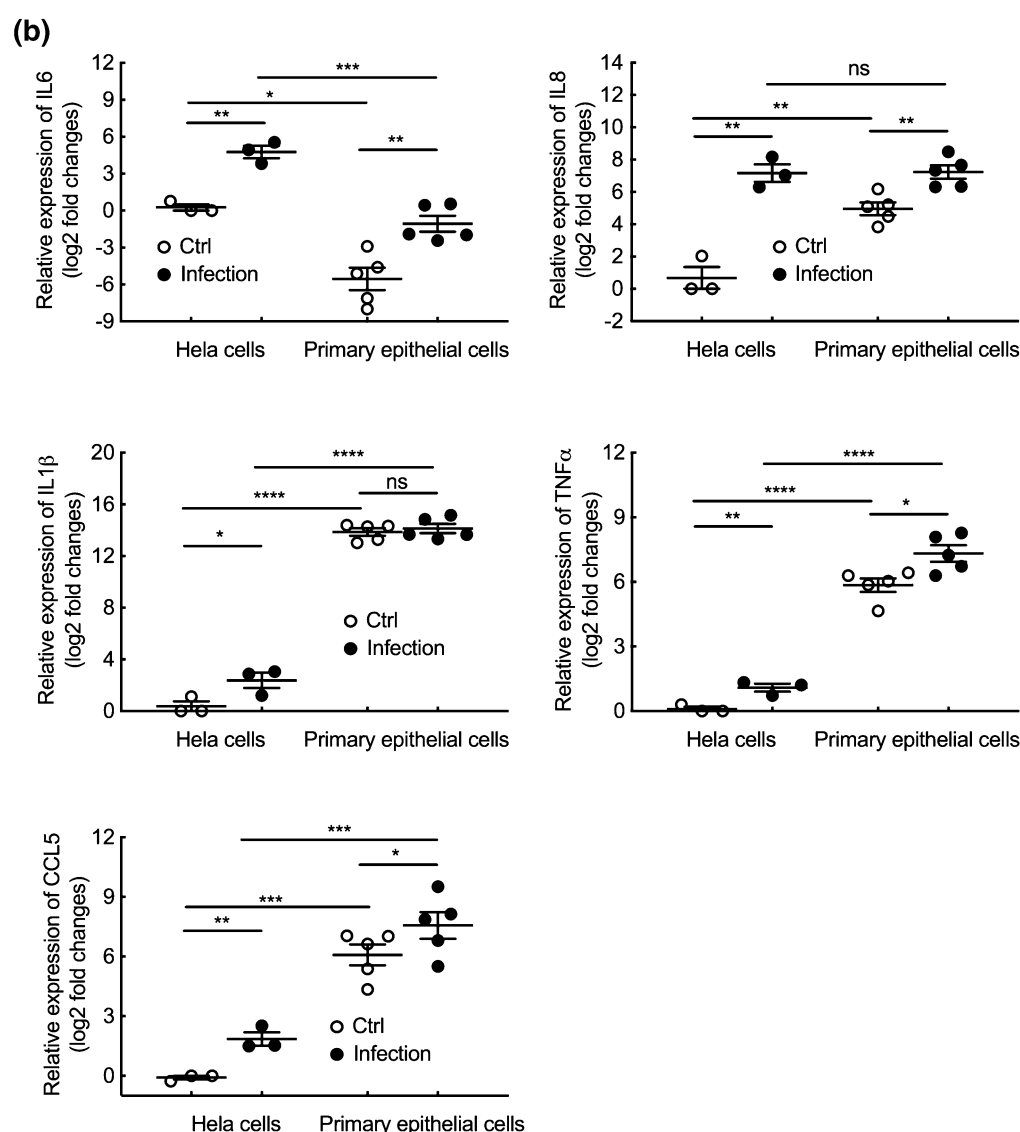 (b)
Relative expression of IL6
(log2 fold changes)
12
9
6
3
0
-3
-6
-9
***
*
**
**
Ctrl
Infection
Hela cells
Primary epithelial cells
Relative expression of IL8
(log2 fold changes)
14
12
10
8
6
4
2
0
-2
ns
**
**
**
Ctrl
Infection
Hela cells
Primary epithelial cells
Relative expression of IL1β
(log2 fold changes)
20
16
12
8
4
0
****
ns
****
*
Ctrl
Infection
Hela cells
Primary epithelial cells
Relative expression of TNFα
(log2 fold changes)
12
9
6
3
0
****
****
*
**
Hela cells
Primary epithelial cells
Relative expression of CCL5
(log2 fold changes)
12
9
6
3
0
***
*
***
**
Ctrl
Infection
Hela cells
Primary epithelial cells